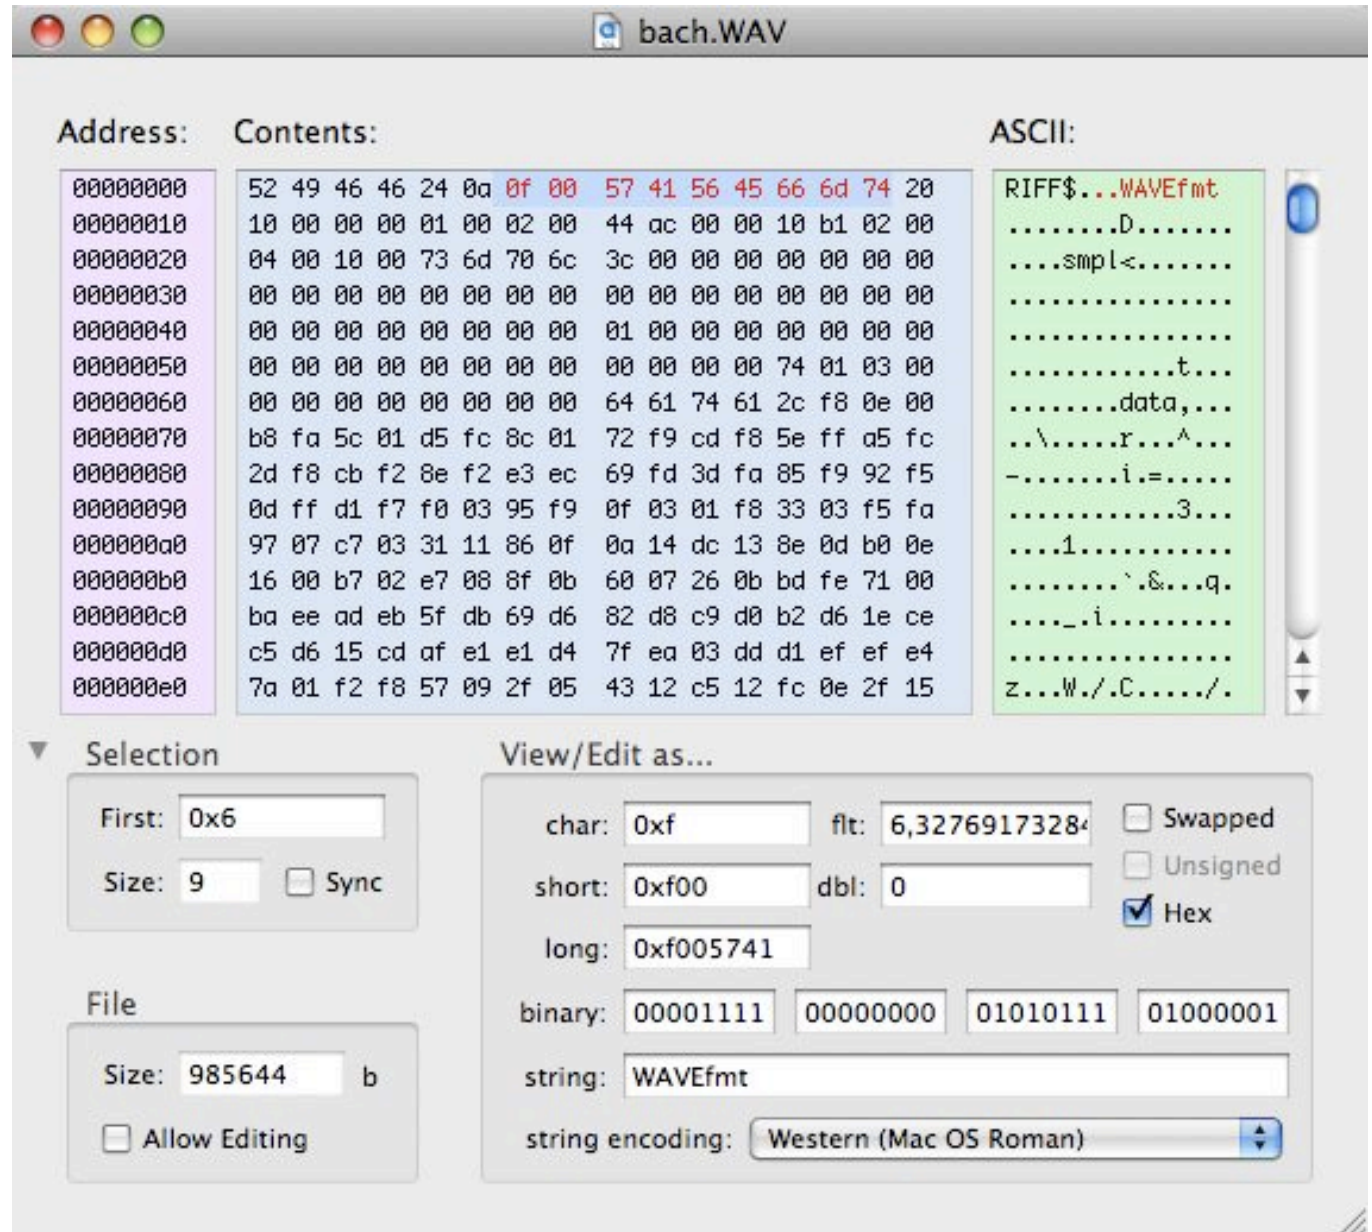 bach.WAV
Address: Contents: ASCII:
00000000 52 49 46 46 24 0a 0f 00 57 41 56 45 66 6d 74 20 RIFF$...WAVEfmt
00000010 10 00 00 00 01 00 02 00 44 ac 00 00 10 b1 02 00 ........D.......
00000020 04 00 10 00 73 6d 70 6c 3c 00 00 00 00 00 00 00 ....smpl<.......
00000030 00 00 00 00 00 00 00 00 00 00 00 00 00 00 00 00 ................
00000040 00 00 00 00 00 00 00 00 01 00 00 00 00 00 00 00 ................
00000050 00 00 00 00 00 00 00 00 00 00 00 00 74 01 03 00 ............t...
00000060 00 00 00 00 00 00 00 00 64 61 74 61 2c f8 0e 00 ........data,...
00000070 b8 fa 5c 01 d5 fc 8c 01 72 f9 cd f8 5e ff a5 fc ..\.....r...^...
00000080 2d f8 cb f2 8e f2 e3 ec 69 fd 3d fa 85 f9 92 f5 -.......i.=.....
00000090 0d ff d1 f7 f0 03 95 f9 0f 03 01 f8 33 03 f5 fa ............3...
000000a0 97 07 c7 03 31 11 86 0f 0a 14 dc 13 8e 0d b0 0e ....1...........
000000b0 16 00 b7 02 e7 08 8f 0b 60 07 26 0b bd fe 71 00 ........`.&...q.
000000c0 ba ee ad eb 5f db 69 d6 82 d8 c9 d0 b2 d6 1e ce ...._.i.........
000000d0 c5 d6 15 cd af e1 e1 d4 7f ea 03 dd d1 ef ef e4 ................
000000e0 7a 01 f2 f8 57 09 2f 05 43 12 c5 12 fc 0e 2f 15 z...W./.C...../.
Selection View/Edit as...
First: 0x6 char: 0xf flt: 6,3276917328 Swapped
Size: 9 Sync short: 0xf00 dbl: 0 Unsigned
Hex
long: 0xf005741
File binary: 00001111 00000000 01010111 01000001
Size: 985644 b string: WAVEfmt
Allow Editing string encoding: Western (Mac OS Roman)